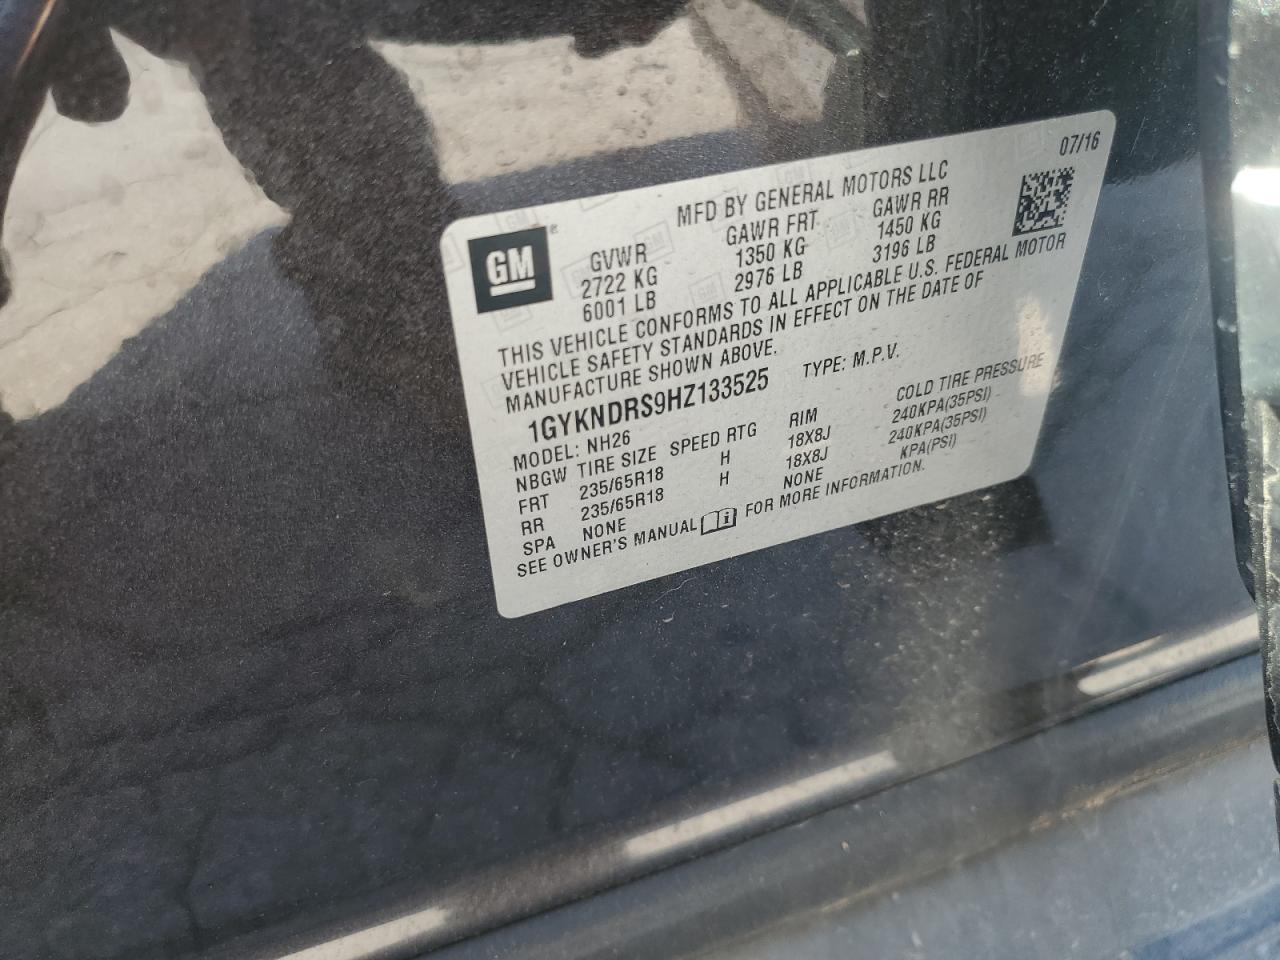 07/16
MFD BY GENERAL MOTORS LLC
GM ®
GVWR GAWR FRT GAWR RR
2722 KG 1350 KG 1450 KG
6001 LB 2976 LB 3196 LB
THIS VEHICLE CONFORMS TO ALL APPLICABLE U.S. FEDERAL MOTOR
VEHICLE SAFETY STANDARDS IN EFFECT ON THE DATE OF
MANUFACTURE SHOWN ABOVE.
1GYKNDRS9HZ133525 TYPE: M.P.V.
MODEL: NH26
NBGW TIRE SIZE SPEED RTG RIM COLD TIRE PRESSURE
FRT 235/65R18 H 18X8J 240KPA(35PSI)
RR 235/65R18 H 18X8J 240KPA(35PSI)
SPA NONE NONE KPA(PSI)
SEE OWNER'S MANUAL FOR MORE INFORMATION.